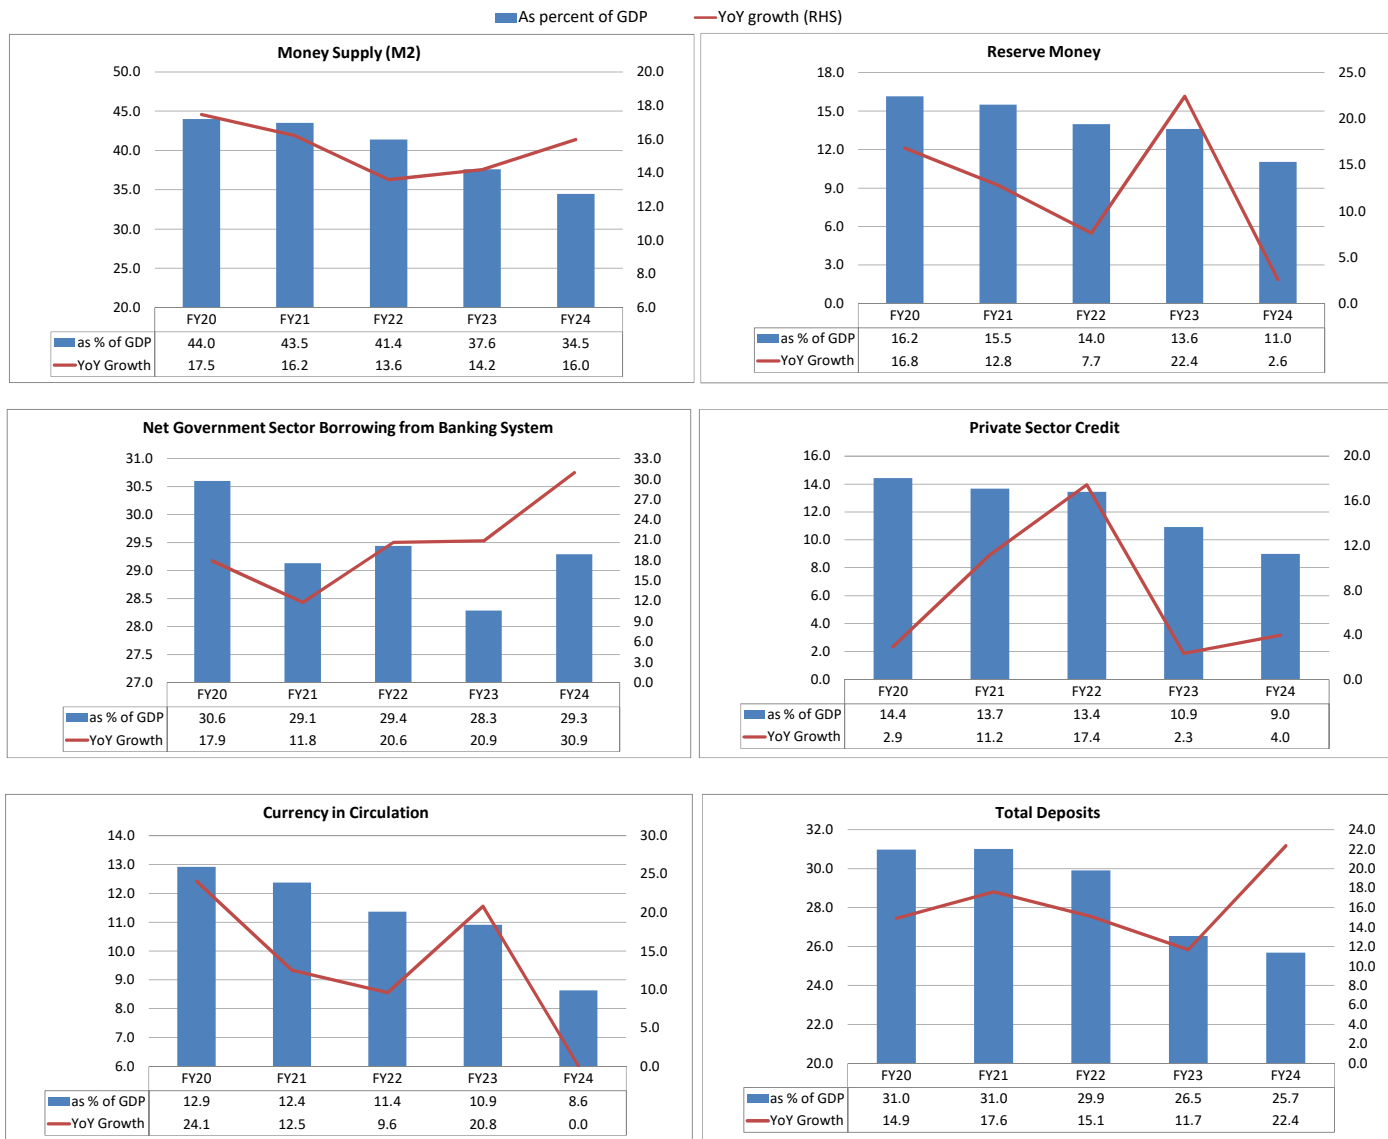 As percent of GDP YoY growth (RHS)
Money Supply (M2)
50.0 20.0
45.0 18.0
40.0 16.0
35.0 14.0
30.0 12.0
25.0 10.0
20.0 8.0
6.0
FY20 FY21 FY22 FY23 FY24
as % of GDP 44.0 43.5 41.4 37.6 34.5
YoY Growth 17.5 16.2 13.6 14.2 16.0
Reserve Money
18.0 25.0
15.0 20.0
12.0 15.0
9.0 10.0
6.0 5.0
3.0 0.0
0.0
FY20 FY21 FY22 FY23 FY24
as % of GDP 16.2 15.5 14.0 13.6 11.0
YoY Growth 16.8 12.8 7.7 22.4 2.6
Net Government Sector Borrowing from Banking System
31.0 33.0
30.5 30.0
30.0 27.0
29.5 24.0
29.0 21.0
28.5 18.0
28.0 15.0
27.5 12.0
27.0 9.0
6.0
3.0
0.0
FY20 FY21 FY22 FY23 FY24
as % of GDP 30.6 29.1 29.4 28.3 29.3
YoY Growth 17.9 11.8 20.6 20.9 30.9
Private Sector Credit
16.0 20.0
14.0 16.0
12.0 12.0
10.0 8.0
8.0 4.0
6.0 0.0
4.0
2.0
0.0
FY20 FY21 FY22 FY23 FY24
as % of GDP 14.4 13.7 13.4 10.9 9.0
YoY Growth 2.9 11.2 17.4 2.3 4.0
Currency in Circulation
14.0 30.0
13.0 25.0
12.0 20.0
11.0 15.0
10.0 10.0
9.0 5.0
8.0 0.0
7.0
6.0
FY20 FY21 FY22 FY23 FY24
as % of GDP 12.9 12.4 11.4 10.9 8.6
YoY Growth 24.1 12.5 9.6 20.8 0.0
Total Deposits
32.0 24.0
30.0 22.0
28.0 20.0
26.0 18.0
24.0 16.0
22.0 14.0
20.0 12.0
10.0
8.0
6.0
4.0
2.0
0.0
FY20 FY21 FY22 FY23 FY24
as % of GDP 31.0 31.0 29.9 26.5 25.7
YoY Growth 14.9 17.6 15.1 11.7 22.4